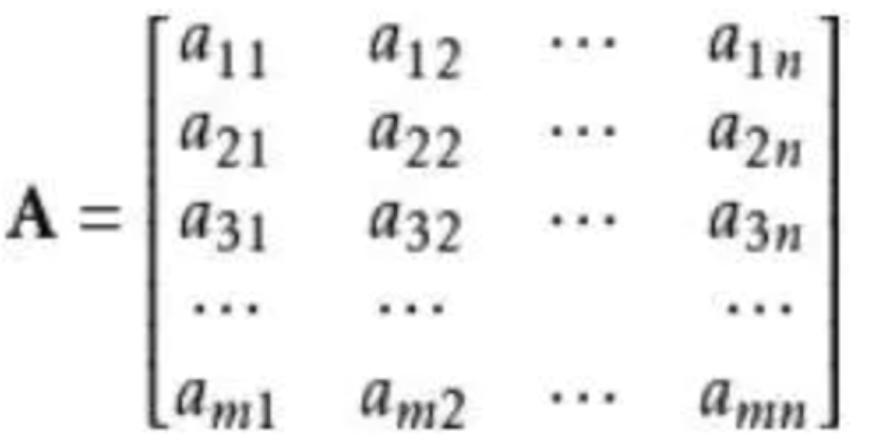 a₁₁ a₁₂ ⋯ a₁ₙ
a₂₁ a₂₂ ⋯ a₂ₙ
A = a₃₁ a₃₂ ⋯ a₃ₙ
⋯ ⋯ ⋯
aₘ₁ aₘ₂ ⋯ aₘₙ